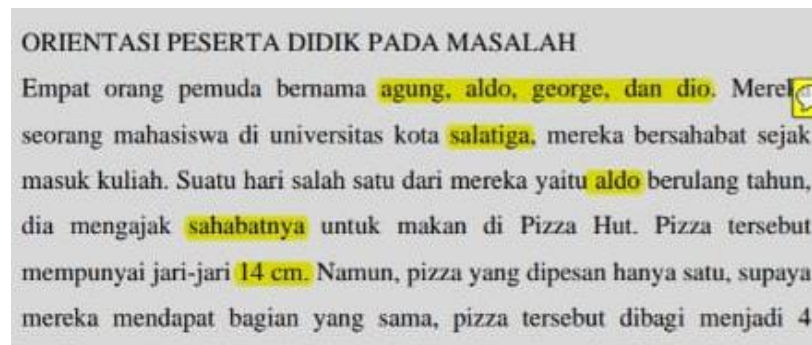 ORIENTASI PESERTA DIDIK PADA MASALAH
Empat orang pemuda bernama agung, aldo, george, dan dio.
seorang mahasiswa di universitas kota salatiga, mereka bersahabat sejak
masuk kuliah. Suatu hari salah satu dari mereka yaitu aldo berulang tahun,
dia mengajak sahabatnya untuk makan di Pizza Hut. Pizza tersebut
mempunyai jari-jari 14 cm. Namun, pizza yang dipesan hanya satu, supaya
mereka mendapat bagian yang sama, pizza tersebut dibagi menjadi 4